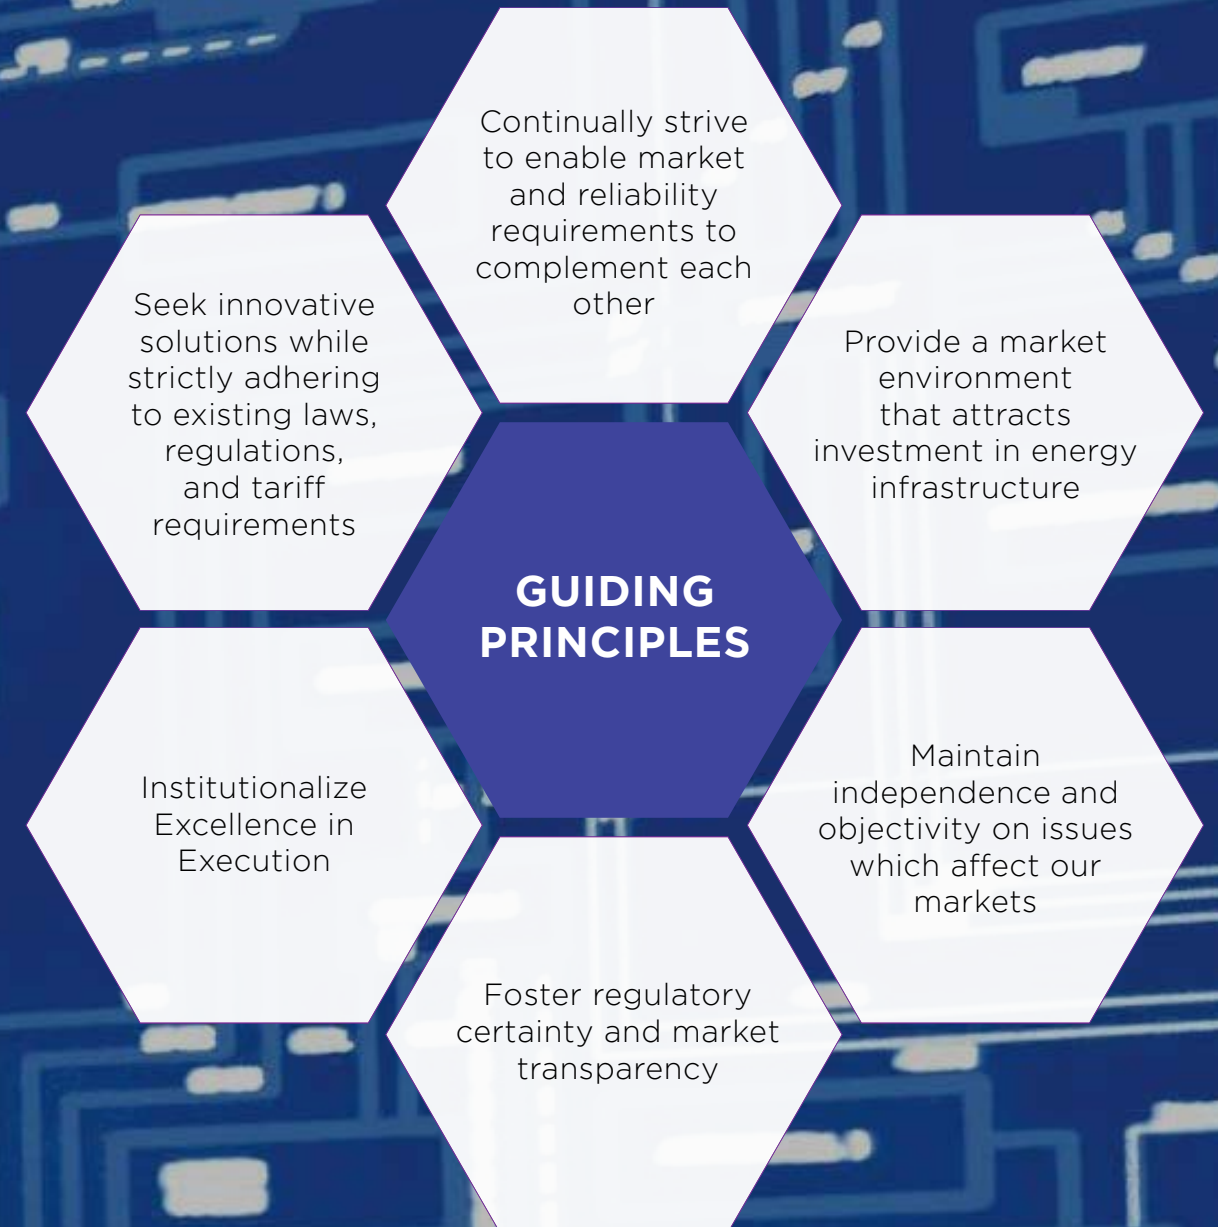 Continually strive
to enable market
and reliability
requirements to
complement each
other
Seek innovative
solutions while
strictly adhering
to existing laws,
regulations,
and tariff
requirements
Provide a market
environment
that attracts
investment in energy
infrastructure
GUIDING
PRINCIPLES
Institutionalize
Excellence in
Execution
Maintain
independence and
objectivity on issues
which affect our
markets
Foster regulatory
certainty and market
transparency